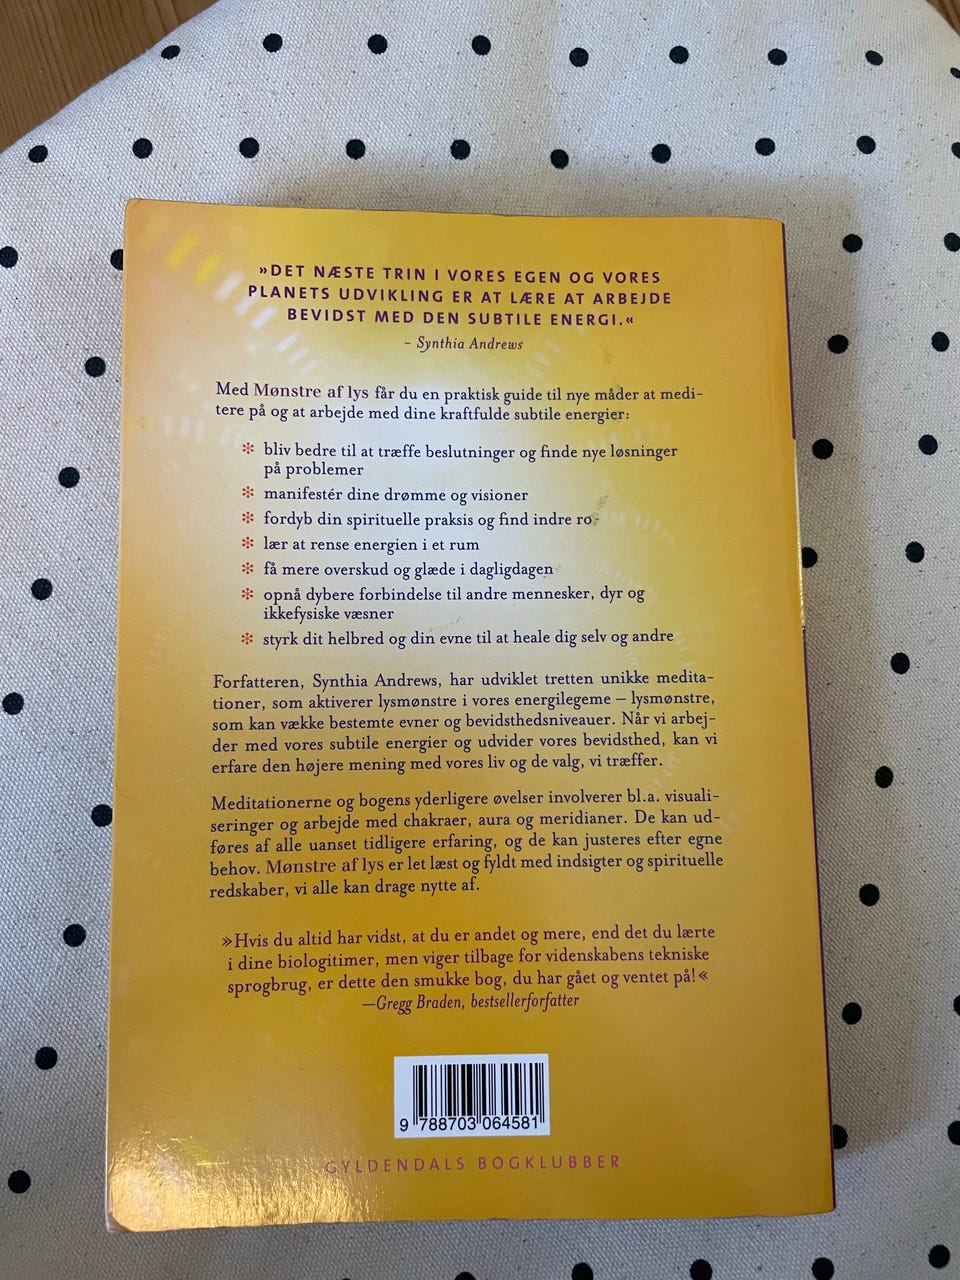 »DET NÆSTE TRIN I VORES EGEN OG VORES
PLANETS UDVIKLING ER AT LÆRE AT ARBEJDE
BEVIDST MED DEN SUBTILE ENERGI.«
– Synthia Andrews
Med Mønstre af lys får du en praktisk guide til nye måder at medi-
tere på og at arbejde med dine kraftfulde subtile energier:
✻ bliv bedre til at træffe beslutninger og finde nye løsninger
på problemer
✻ manifestér dine drømme og visioner
✻ fordyb din spirituelle praksis og find indre ro
✻ lær at rense energien i et rum
✻ få mere overskud og glæde i dagligdagen
✻ opnå dybere forbindelse til andre mennesker, dyr og
ikkefysiske væsner
✻ styrk dit helbred og din evne til at heale dig selv og andre
Forfatteren, Synthia Andrews, har udviklet tretten unikke medita-
tioner, som aktiverer lysmønstre i vores energilegeme – lysmønstre,
som kan vække bestemte evner og bevidsthedsniveauer. Når vi arbej-
der med vores subtile energier og udvider vores bevidsthed, kan vi
erfare den højere mening med vores liv og de valg, vi træffer.
Meditationerne og bogens yderligere øvelser involverer bl.a. visuali-
seringer og arbejde med chakraer, aura og meridianer. De kan ud-
føres af alle uanset tidligere erfaring, og de kan justeres efter egne
behov. Mønstre af lys er let læst og fyldt med indsigter og spirituelle
redskaber, vi alle kan drage nytte af.
»Hvis du altid har vidst, at du er andet og mere, end det du lærte
i dine biologitimer, men viger tilbage for videnskabens tekniske
sprogbrug, er dette den smukke bog, du har gået og ventet på!«
—Gregg Braden, bestsellerforfatter
9 788703 064581
GYLDENDALS BOGKLUBBER